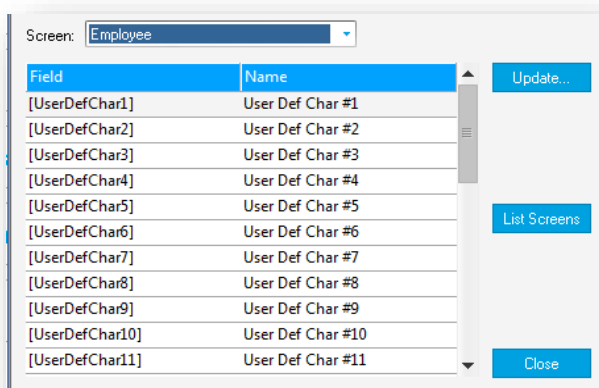 Screen: Employee
Field Name Update...
[UserDefChar1] User Def Char #1
[UserDefChar2] User Def Char #2
[UserDefChar3] User Def Char #3
[UserDefChar4] User Def Char #4
[UserDefChar5] User Def Char #5
[UserDefChar6] User Def Char #6 List Screens
[UserDefChar7] User Def Char #7
[UserDefChar8] User Def Char #8
[UserDefChar9] User Def Char #9
[UserDefChar10] User Def Char #10
[UserDefChar11] User Def Char #11 Close